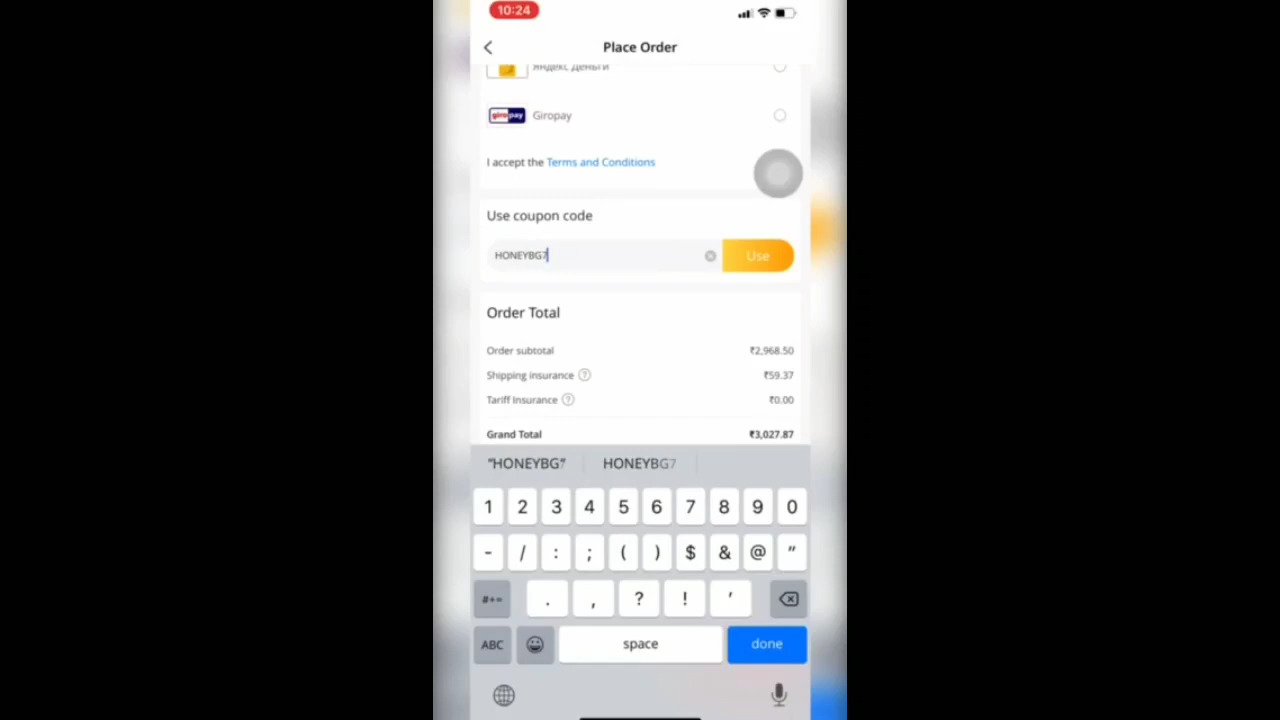 10:24
Place Order
Яндекс Деньги
giropay Giropay
I accept the Terms and Conditions
Use coupon code
HONEYBG7 Use
Order Total
Order subtotal ₹2,968.50
Shipping insurance ? ₹59.37
Tariff Insurance ? ₹0.00
Grand Total ₹3,027.87
“HONEYBG” HONEYBG7
1 2 3 4 5 6 7 8 9 0
- / : ; ( ) $ & @ ”
#+= . , ? ! ’
ABC space done